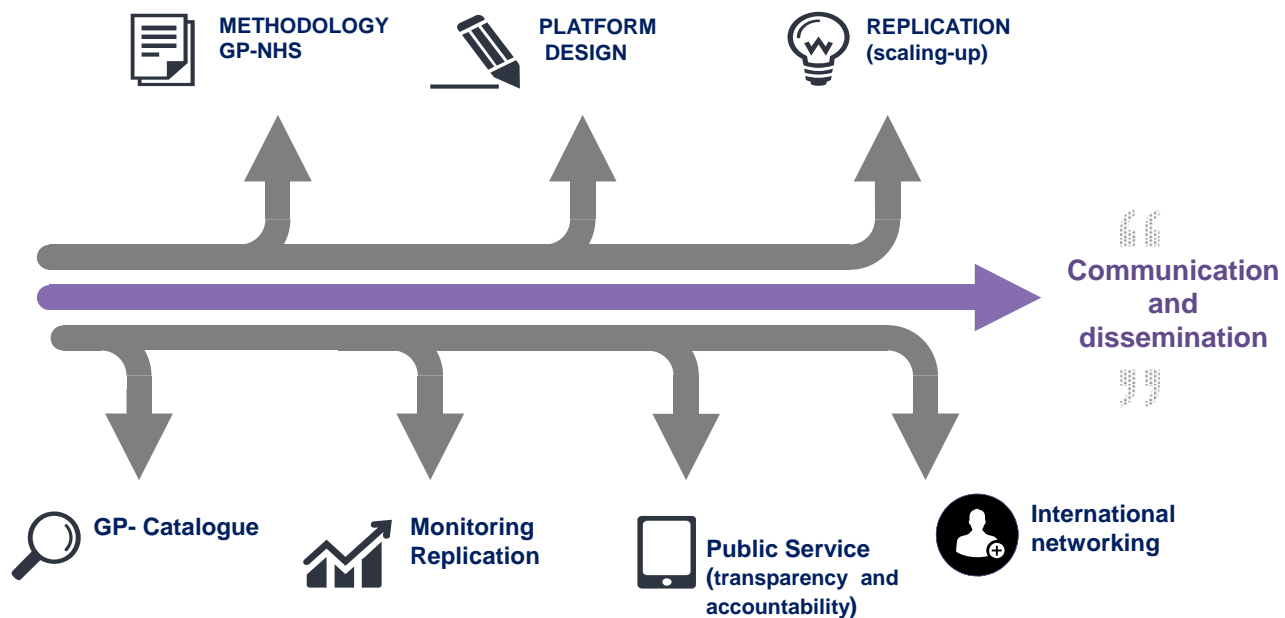 METHODOLOGY
GP-NHS
PLATFORM
DESIGN
REPLICATION
(scaling-up)
“
Communication
and
dissemination
”
GP- Catalogue
Monitoring
Replication
Public Service
(transparency and
accountability)
International
networking